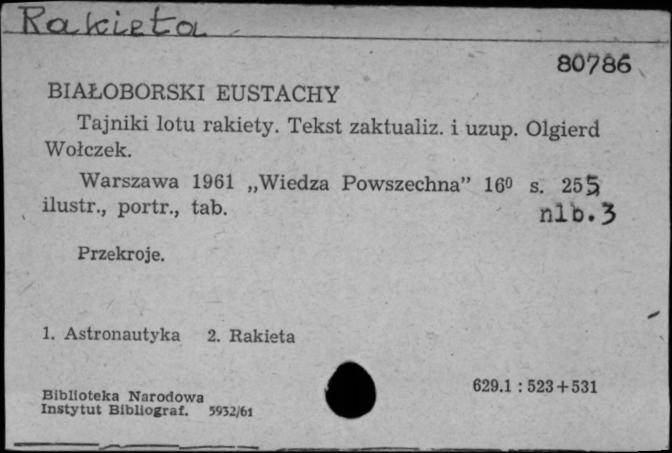 Rakieta
80786
BIAŁOBORSKI EUSTACHY
Tajniki lotu rakiety. Tekst zaktualiz. i uzup. Olgierd
Wołczek.
Warszawa 1961 „Wiedza Powszechna” 16⁰ s. 255
ilustr., portr., tab. nlb. 3
Przekroje.
1. Astronautyka 2. Rakieta
629.1 : 523+531
Biblioteka Narodowa
Instytut Bibliograf. 5932/61